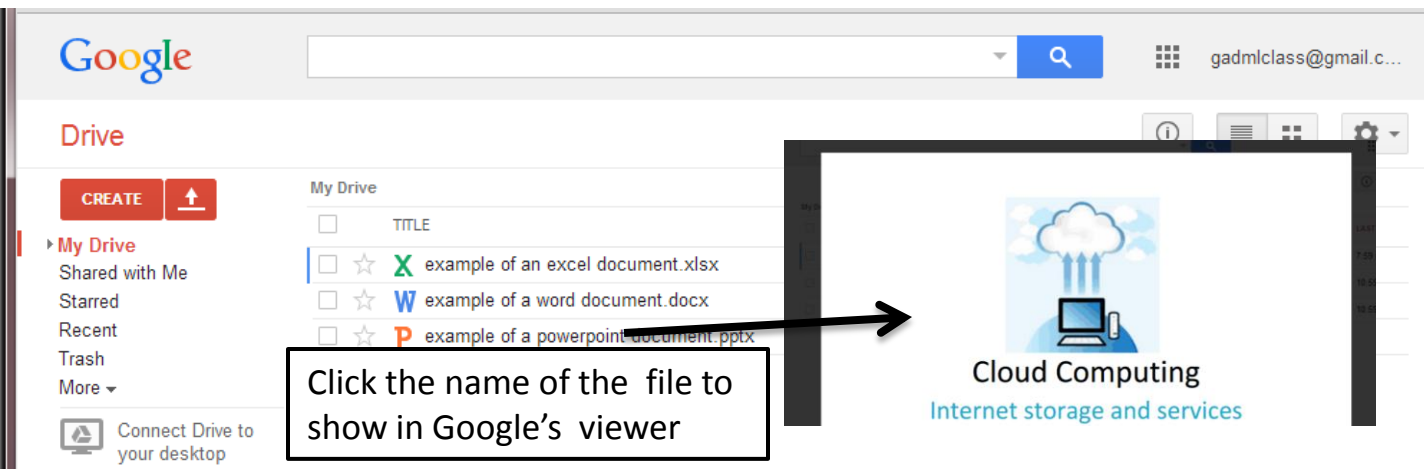 Google
gadmlclass@gmail.c...
Drive
CREATE
My Drive
TITLE
My Drive
Shared with Me
Starred
Recent
Trash
More
example of an excel document.xlsx
example of a word document.docx
example of a powerpoint document.pptx
Click the name of the file to
show in Google's viewer
Connect Drive to
your desktop
Cloud Computing
Internet storage and services